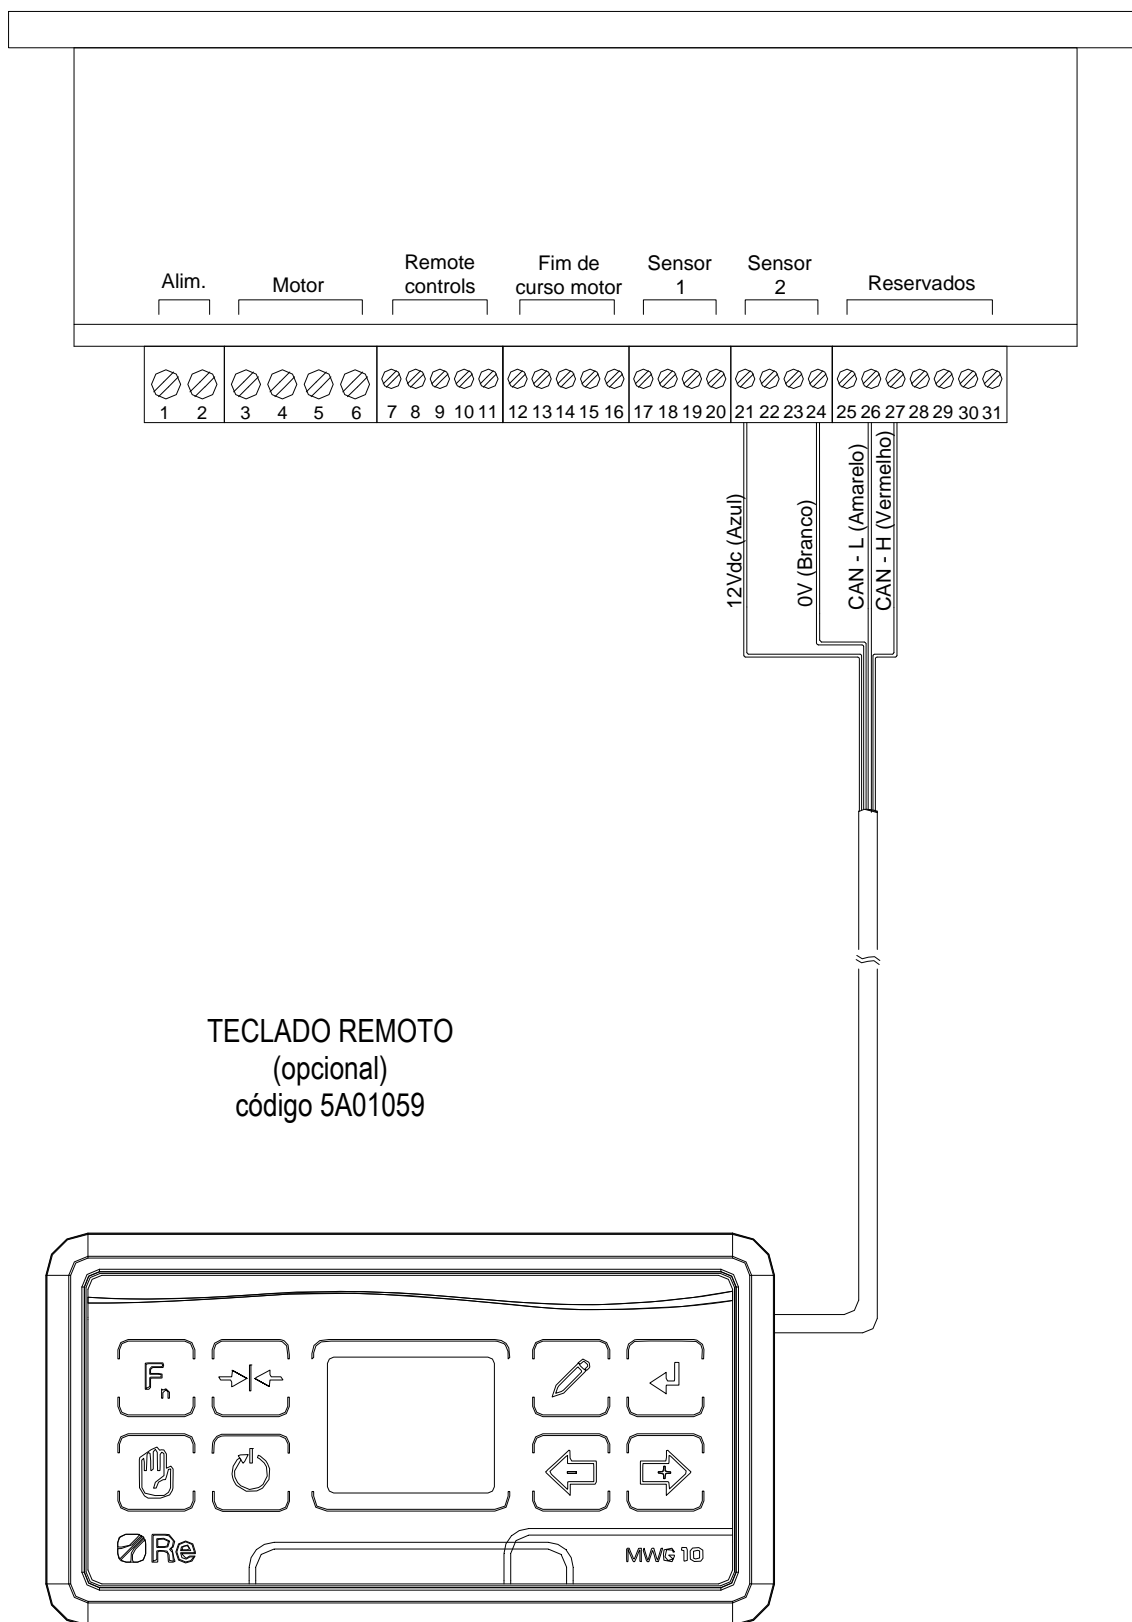 Alim.
Motor
Remote
controls
Fim de
curso motor
Sensor
1
Sensor
2
Reservados
1 2 3 4 5 6 7 8 9 10 11 12 13 14 15 16 17 18 19 20 21 22 23 24 25 26 27 28 29 30 31
12Vdc (Azul)
0V (Branco)
CAN - L (Amarelo)
CAN - H (Vermelho)
TECLADO REMOTO
(opcional)
código 5A01059
Fn
-
+
Re
MWG 10